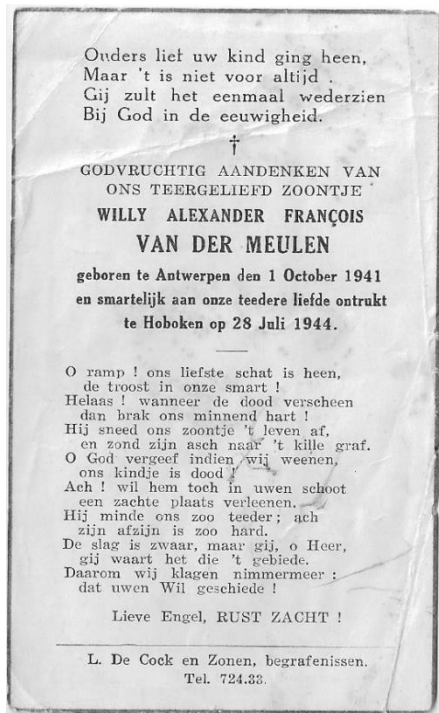 Ouders lief uw kind ging heen,
Maar 't is niet voor altijd .
Gij zult het eenmaal wederzien
Bij God in de eeuwigheid.
†
GODVRUCHTIG AANDENKEN VAN
ONS TEERGELIEFD ZOONTJE
WILLY ALEXANDER FRANÇOIS
VAN DER MEULEN
geboren te Antwerpen den 1 October 1941
en smartelijk aan onze teedere liefde ontrukt
te Hoboken op 28 Juli 1944.
O ramp ! ons liefste schat is heen,
de troost in onze smart !
Helaas ! wanneer de dood verscheen
dan brak ons minnend hart !
Hij sneed ons zoontje 't leven af,
en zond zijn asch naar 't kille graf.
O God vergeef indien wij weenen,
ons kindje is dood !
Ach ! wil hem toch in uwen schoot
een zachte plaats verleenen.
Hij minde ons zoo teeder; ach
zijn afzijn is zoo hard.
De slag is zwaar, maar gij, o Heer,
gij waart het die 't gebiede.
Daarom wij klagen nimmermeer :
dat uwen Wil geschiede !
Lieve Engel, RUST ZACHT !
L. De Cock en Zonen, begrafenissen.
Tel. 724.33.